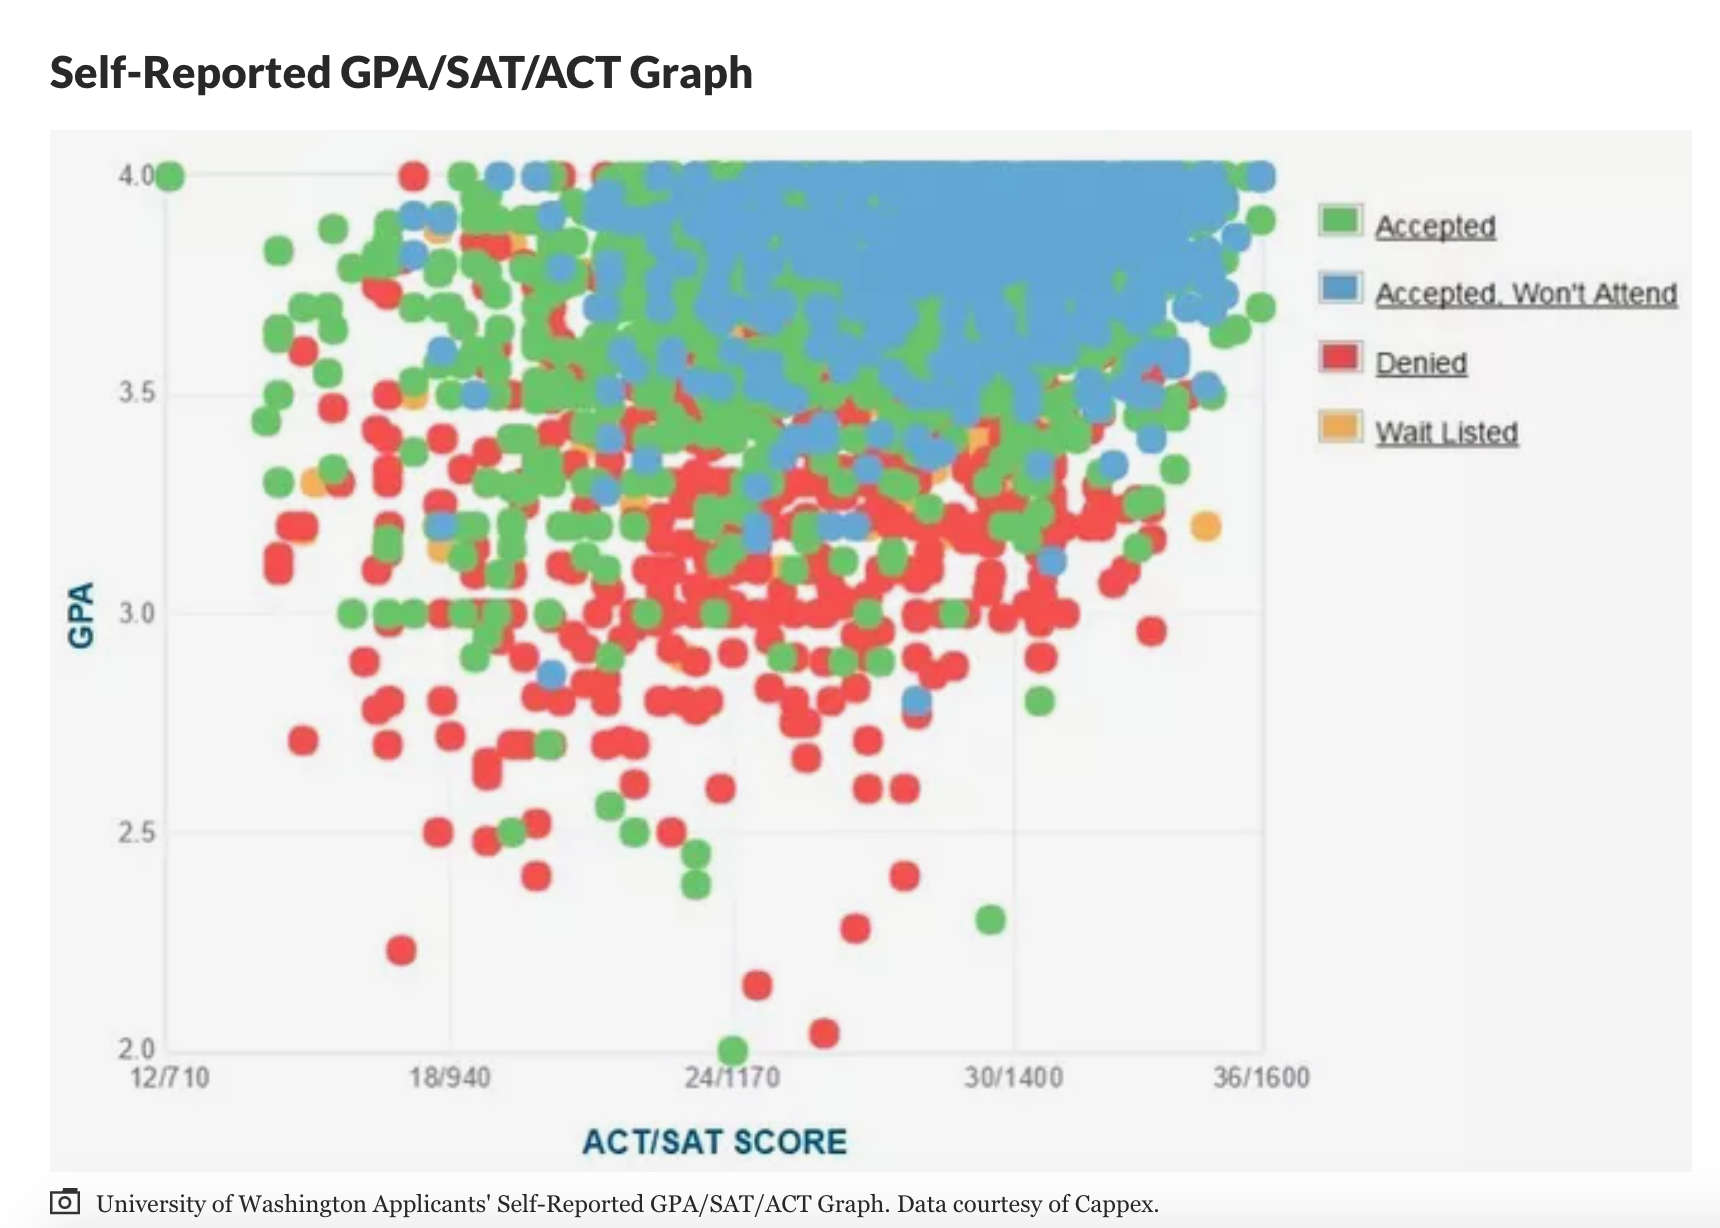 Self-Reported GPA/SAT/ACT Graph
4.0
3.5
3.0
2.5
2.0
GPA
12/710
18/940
24/1170
30/1400
36/1600
ACT/SAT SCORE
Accepted
Accepted, Won't Attend
Denied
Wait Listed
University of Washington Applicants' Self-Reported GPA/SAT/ACT Graph. Data courtesy of Cappex.